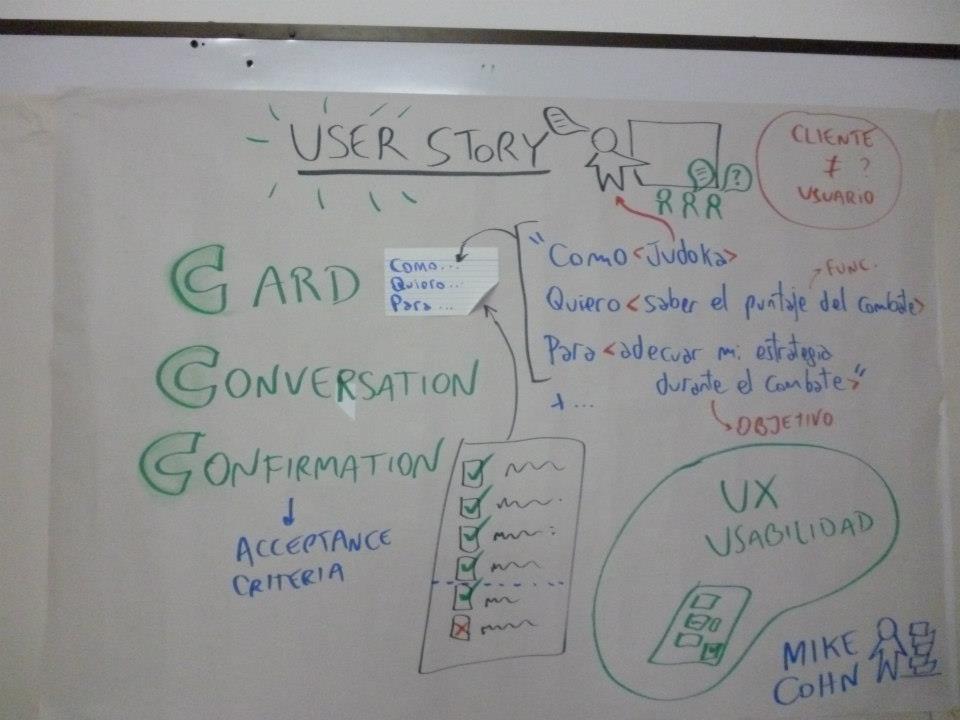 USER STORY
?
CLIENTE
≠ ?
USUARIO
CARD
Como...
Quiero...
Para...
"Como <Judoka>
FUNC.
Quiero <saber el puntaje del combate>
Para <adecuar mi estrategia
durante el combate>"
+ ...
OBJETIVO
CONVERSATION
CONFIRMATION
ACCEPTANCE
CRITERIA
UX
USABILIDAD
MIKE
COHN